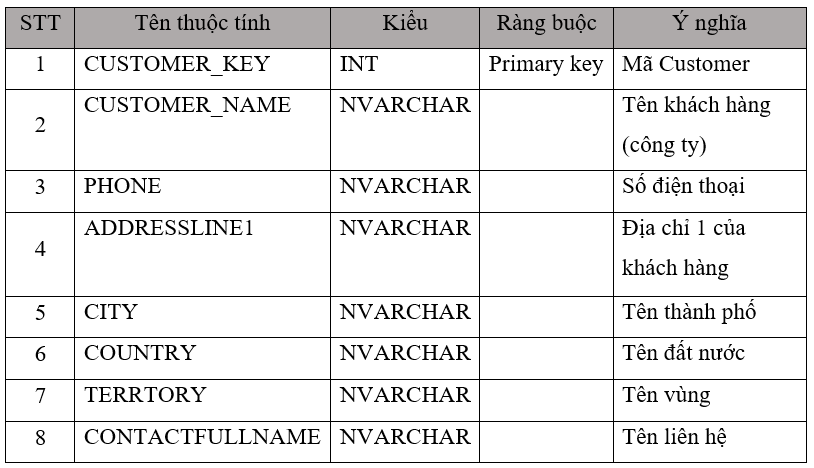 STT Tên thuộc tính Kiểu Ràng buộc Ý nghĩa
1 CUSTOMER_KEY INT Primary key Mã Customer
2 CUSTOMER_NAME NVARCHAR Tên khách hàng
(công ty)
3 PHONE NVARCHAR Số điện thoại
4 ADDRESSLINE1 NVARCHAR Địa chỉ 1 của
khách hàng
5 CITY NVARCHAR Tên thành phố
6 COUNTRY NVARCHAR Tên đất nước
7 TERRTORY NVARCHAR Tên vùng
8 CONTACTFULLNAME NVARCHAR Tên liên hệ